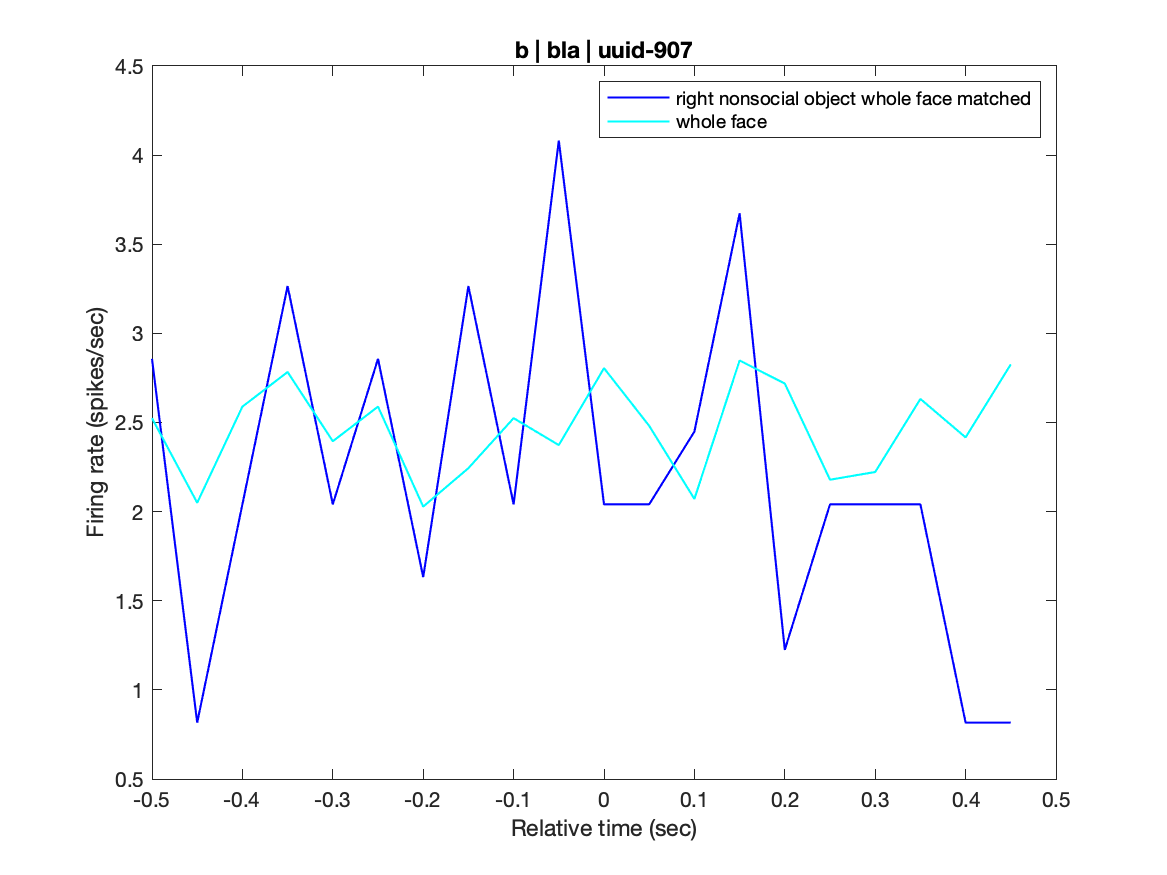 b | bla | uuid-907
4.5
4
3.5
3
2.5
2
1.5
1
0.5
Firing rate (spikes/sec)
right nonsocial object whole face matched
whole face
-0.5 -0.4 -0.3 -0.2 -0.1 0 0.1 0.2 0.3 0.4 0.5
Relative time (sec)